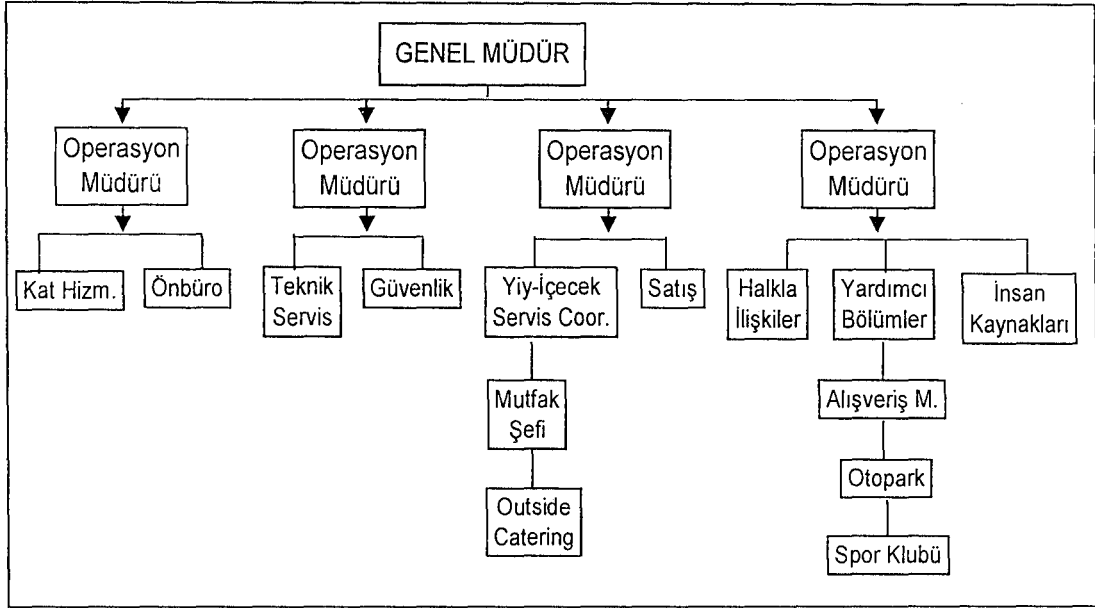 GENEL MÜDÜR
Operasyon
Müdürü
Operasyon
Müdürü
Operasyon
Müdürü
Operasyon
Müdürü
Kat Hizm.
Önbüro
Teknik
Servis
Güvenlik
Yiy-İçecek
Servis Coor.
Satış
Halkla
İlişkiler
Yardımcı
Bölümler
İnsan
Kaynakları
Mutfak
Şefi
Alışveriş M.
Otopark
Outside
Catering
Spor Klubü